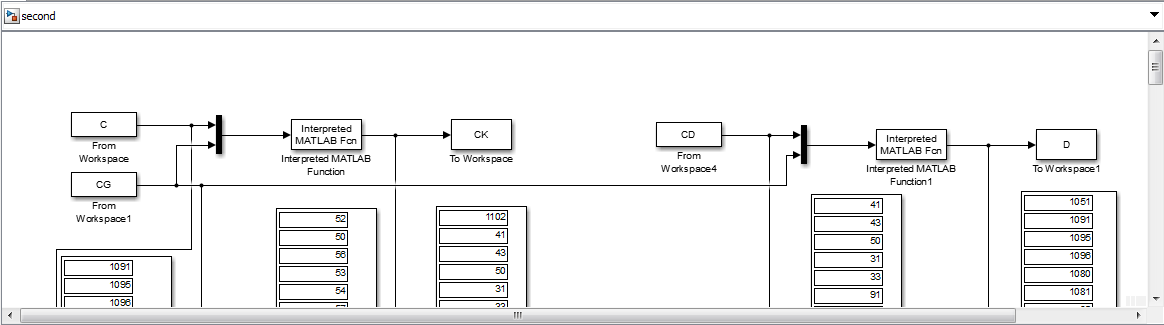 second
C
From
Workspace
CG
From
Workspace1
Interpreted
MATLAB Fcn
Interpreted MATLAB
Function
CK
To Workspace
CD
From
Workspace4
Interpreted
MATLAB Fcn
Interpreted MATLAB
Function1
D
To Workspace1
1091
1095
1096
52
50
56
53
54
1102
41
43
50
31
41
43
50
31
33
91
1051
1091
1095
1096
1080
1081